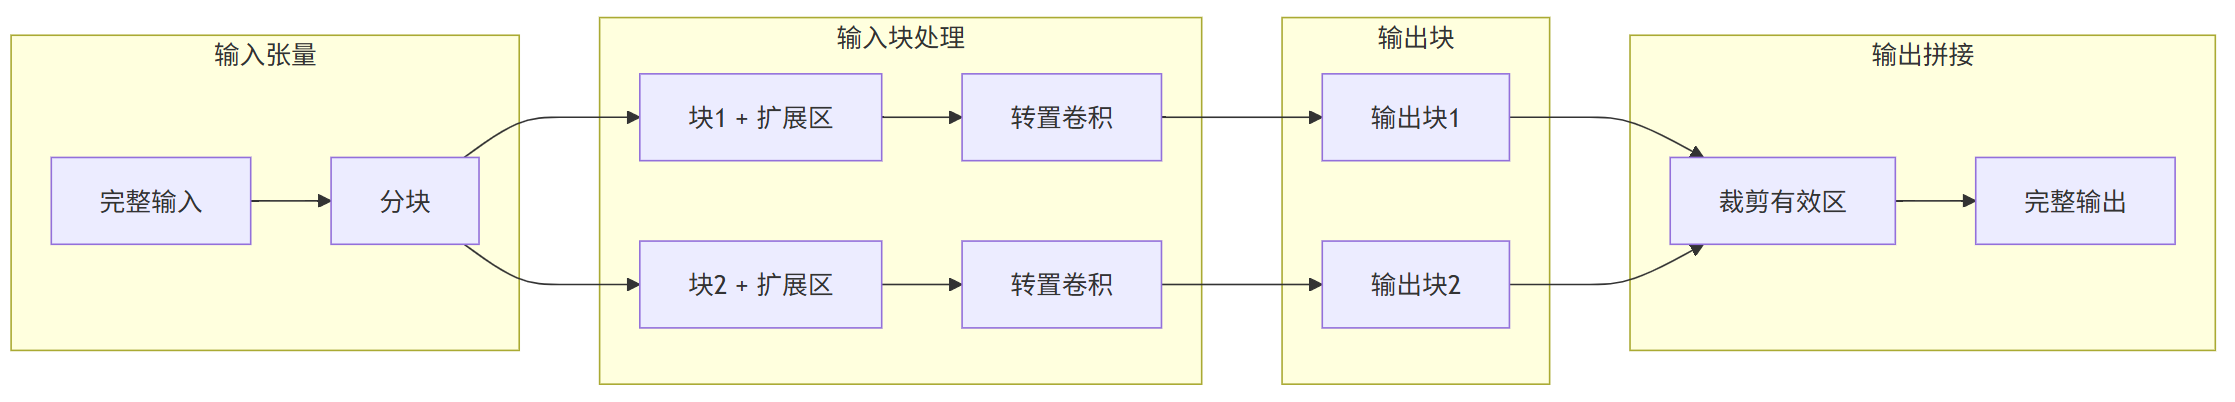 输入张量
完整输入
分块
输入块处理
块1 + 扩展区
转置卷积
块2 + 扩展区
转置卷积
输出块
输出块1
输出块2
输出拼接
裁剪有效区
完整输出